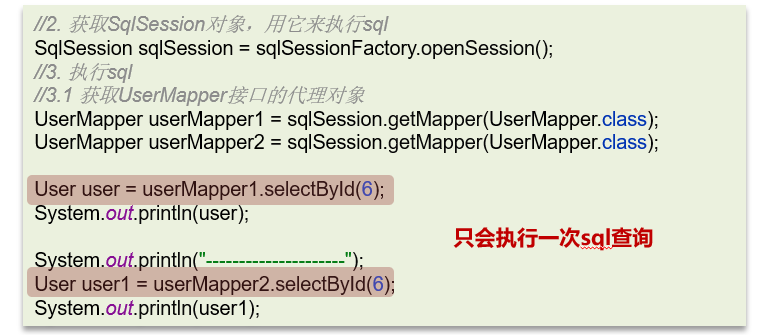 //2. 获取SqlSession对象，用它来执行sql
SqlSession sqlSession = sqlSessionFactory.openSession();
//3. 执行sql
//3.1 获取UserMapper接口的代理对象
UserMapper userMapper1 = sqlSession.getMapper(UserMapper.class);
UserMapper userMapper2 = sqlSession.getMapper(UserMapper.class);
User user = userMapper1.selectById(6);
System.out.println(user);
只会执行一次sql查询
System.out.println("---------------------");
User user1 = userMapper2.selectById(6);
System.out.println(user1);